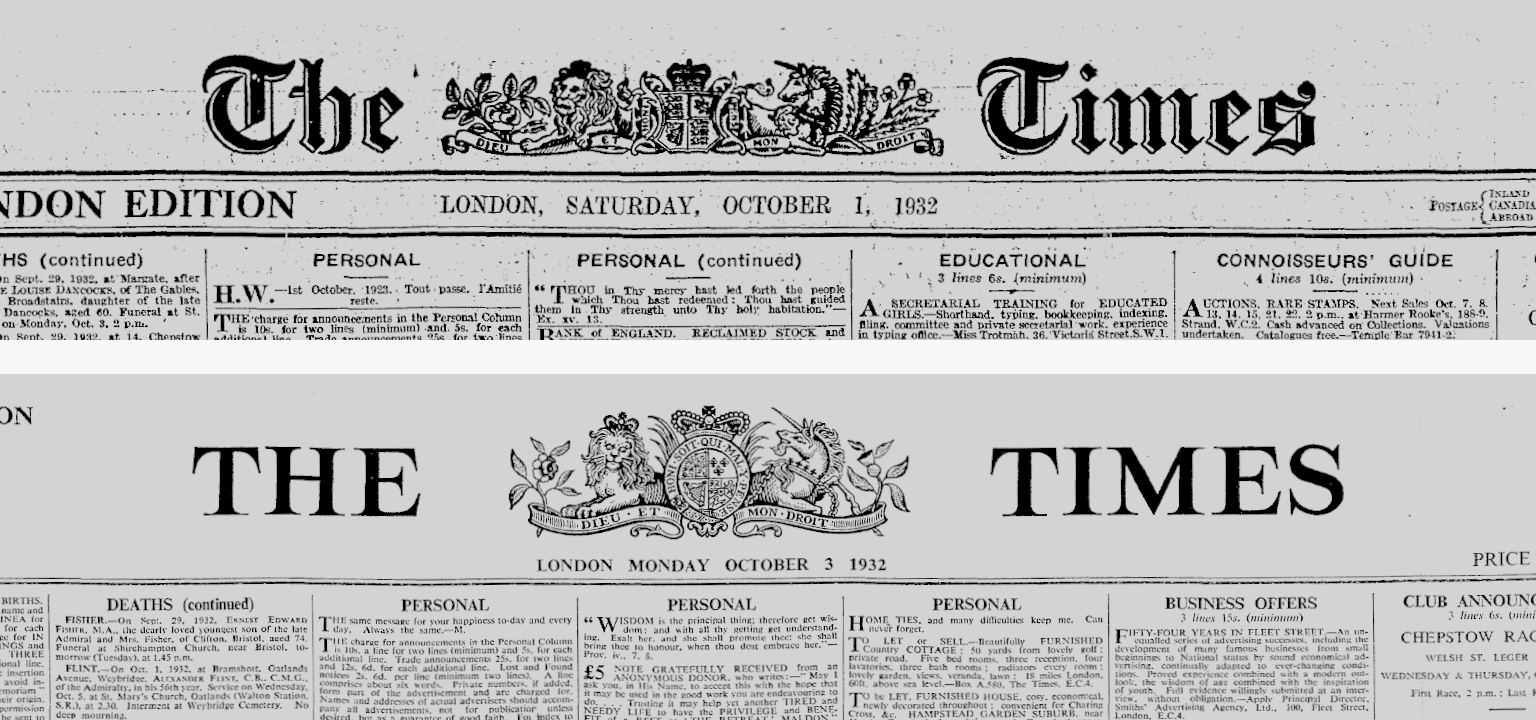 The Times
DIEU ET MON DROIT
NDON EDITION
LONDON, SATURDAY, OCTOBER 1, 1932
POSTAGE
INLAND
CANADIA
ABROAD
HS (continued)
n Sept. 29, 1932, at Margate, after
E LOUISE DANCOCKS, of The Gables,
Broadstairs, daughter of the late
Dancocks, aged 60. Funeral at St.
on Monday, Oct. 3, 2 p.m.
n Sept. 29, 1932, at 14, Chepstow
PERSONAL
H.W.—1st October, 1923. Tout passe, l'Amitié
reste.
THE charge for announcements in the Personal Column
is 10s. for two lines (minimum) and 5s. for each
additional line. Trade announcements 25s. for two lines
PERSONAL (continued)
“THOU in Thy mercy hast led forth the people
which Thou hast redeemed: Thou hast guided
them in Thy strength unto Thy holy habitation.”—
Ex. xv. 13.
BANK of ENGLAND. RECLAIMED STOCK and
EDUCATIONAL
3 lines 6s. (minimum)
A SECRETARIAL TRAINING for EDUCATED
GIRLS.—Shorthand, typing, bookkeeping, indexing,
filing, committee and private secretarial work, experience
in typing office.—Miss Trotman, 36, Victoria Street, S.W.1.
CONNOISSEURS' GUIDE
4 lines 10s. (minimum)
AUCTIONS, RARE STAMPS. Next Sales Oct. 7, 8,
13, 14, 15, 21, 22, 2 p.m., at Harmer Rooke's, 188-9,
Strand, W.C.2. Cash advanced on Collections. Valuations
undertaken. Catalogues free.—Temple Bar 7941-2.
ON
THE TIMES
HONI SOIT QUI MAL Y PENSE
DIEU · ET · MON · DROIT
LONDON MONDAY OCTOBER 3 1932
PRICE
BIRTHS,
name and
INEA for
for each
ge for IN
INGS and
THREE
ional line,
avoid in-
insertion
emoriam”
eir origin,
DEATHS (continued)
FISHER.—On Sept. 29, 1932, ERNEST EDWARD
FISHER, M.A., the dearly loved youngest son of the late
Admiral and Mrs. Fisher, of Clifton, Bristol, aged 74.
Funeral at Shirehampton Church, near Bristol, to-
morrow (Tuesday), at 1.45 p.m.
FLINT.—On Oct. 1, 1932, at Bramshott, Oatlands
Avenue, Weybridge, ALEXANDER FLINT, C.B., C.M.G.,
of the Admiralty, in his 56th year. Service on Wednesday,
Oct. 5, at St. Mary's Church, Oatlands (Walton Station,
S.R.), at 2.30. Interment at Weybridge Cemetery. No
deep mourning.
PERSONAL
THE same message for your happiness to-day and every
day. Always the same.—M.
THE charge for announcements in the Personal Column
is 10s. a line for two lines (minimum) and 5s. for each
additional line. Trade announcements 25s. for two lines
and 12s. 6d. for each additional line. Lost and Found
notices 2s. 6d. per line (minimum two lines). A line
comprises about six words. Private numbers, if added,
form part of the advertisement and are charged for.
Names and addresses of actual advertisers should accom-
pany all advertisements, not for publication unless
desired, but as a guarantee of good faith. For index to
PERSONAL
“WISDOM is the principal thing; therefore get wis-
dom; and with all thy getting get understand-
ing. Exalt her, and she shall promote thee: she shall
bring thee to honour, when thou dost embrace her.”—
Prov. iv., 7, 8.
£5 NOTE GRATEFULLY RECEIVED from an
ANONYMOUS DONOR, who writes:—“May I
ask you, in His Name, to accept this with the hope that
it may be used in the good work you are endeavouring to
do. . . . Trusting it may help yet another TIRED and
NEEDY LIFE to have the PRIVILEGE and BENE-
PERSONAL
HOME TIES, and many difficulties keep me. Can
never forget.
TO LET or SELL.—Beautifully FURNISHED
Country COTTAGE; 50 yards from lovely golf;
private road. Five bed rooms, three reception, four
lavatories, three bath rooms; radiators every room;
lovely garden, views, veranda, lawn; 18 miles London,
60ft. above sea level.—Box A.580, The Times, E.C.4.
TO be LET, FURNISHED HOUSE, cosy, economical,
newly decorated throughout; convenient for Charing
Cross, &c. HAMPSTEAD GARDEN SUBURB, near
BUSINESS OFFERS
3 lines 15s. (minimum)
FIFTY-FOUR YEARS IN FLEET STREET.—An un-
equalled series of advertising successes, including the
development of many famous businesses from small
beginnings to National status by sound economical ad-
vertising, continually adapted to ever-changing condi-
tions. Proved experience combined with a modern out-
look, the wisdom of age combined with the inspiration
of youth. Full evidence willingly submitted at an inter-
view, without obligation.—Apply Principal Director,
Smiths' Advertising Agency, Ltd., 100, Fleet Street,
London, E.C.4.
CLUB ANNOUNC
3 lines 6s. (min
CHEPSTOW RAC
WELSH ST. LEGER
WEDNESDAY & THURSDAY,
First Race, 2 p.m.; Last